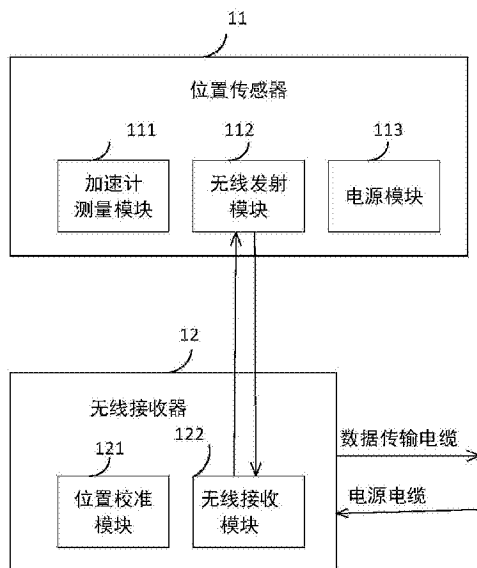 11
位置传感器
111
112
113
加速计
测量模块
无线发射
模块
电源模块
12
无线接收器
121
122
位置校准
模块
无线接收
模块
数据传输电缆
电源电缆